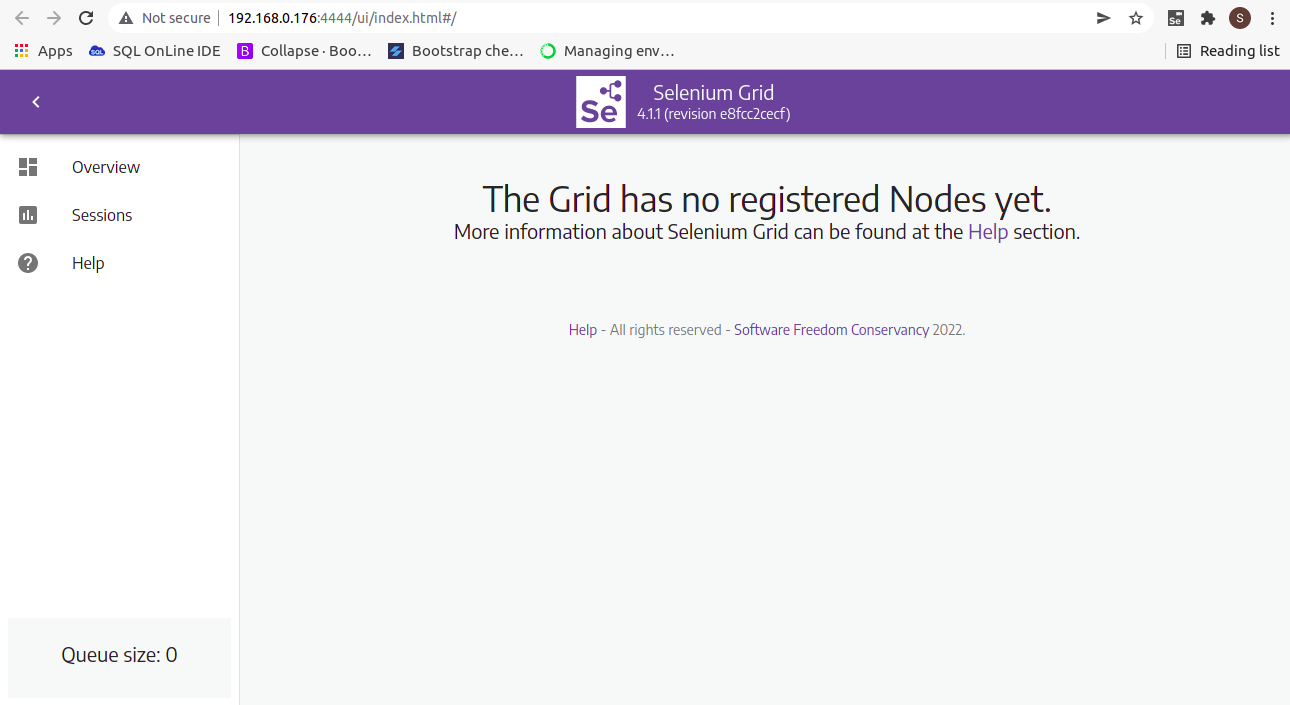 Not secure
192.168.0.176:4444/ui/index.html#/
Se
S
Apps
SQL
SQL OnLine IDE
B
Collapse · Boo...
Bootstrap che...
Managing env...
Reading list
Se
Selenium Grid
4.1.1 (revision e8fcc2cecf)
Overview
Sessions
Help
The Grid has no registered Nodes yet.
More information about Selenium Grid can be found at the Help section.
Help - All rights reserved - Software Freedom Conservancy 2022.
Queue size: 0